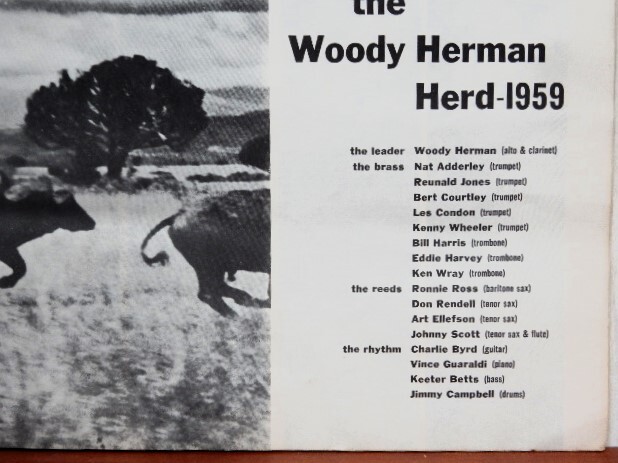 the
Woody Herman
Herd-1959
the leader Woody Herman (alto & clarinet)
the brass Nat Adderley (trumpet)
Reunald Jones (trumpet)
Bert Courtley (trumpet)
Les Condon (trumpet)
Kenny Wheeler (trumpet)
Bill Harris (trombone)
Eddie Harvey (trombone)
Ken Wray (trombone)
the reeds Ronnie Ross (baritone sax)
Don Rendell (tenor sax)
Art Ellefson (tenor sax)
Johnny Scott (tenor sax & flute)
the rhythm Charlie Byrd (guitar)
Vince Guaraldi (piano)
Keeter Betts (bass)
Jimmy Campbell (drums)